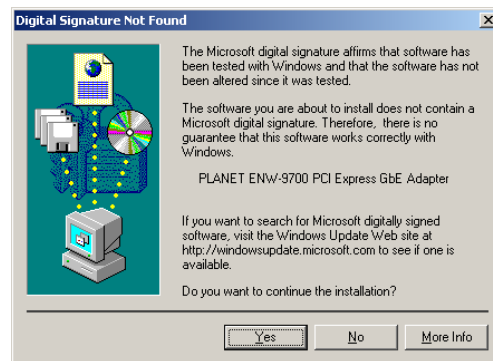 Digital Signature Not Found
The Microsoft digital signature affirms that software has
been tested with Windows and that the software has not
been altered since it was tested.
The software you are about to install does not contain a
Microsoft digital signature. Therefore, there is no
guarantee that this software works correctly with
Windows.
PLANET ENW-9700 PCI Express GbE Adapter
If you want to search for Microsoft digitally signed
software, visit the Windows Update Web site at
http://windowsupdate.microsoft.com to see if one is
available.
Do you want to continue the installation?
Yes No More Info